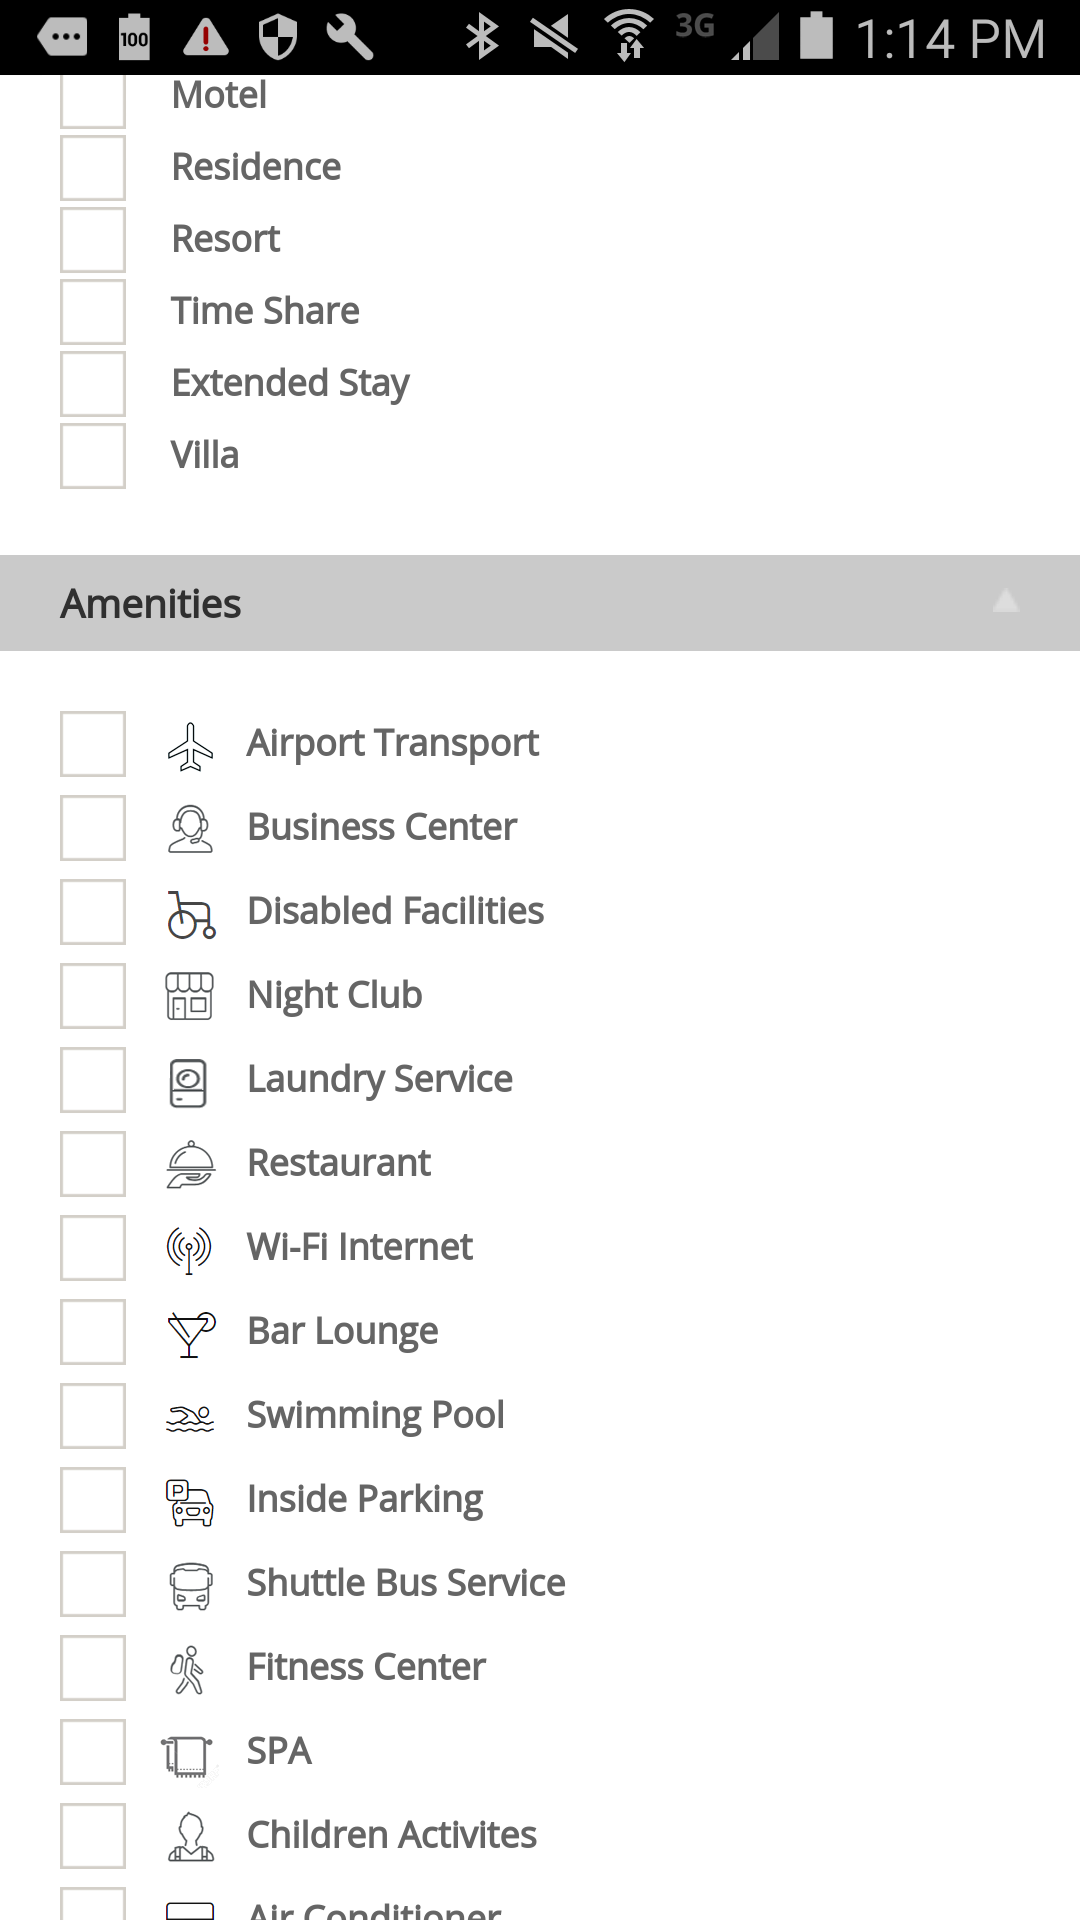 100 3G 1:14 PM
Motel
Residence
Resort
Time Share
Extended Stay
Villa
Amenities
Airport Transport
Business Center
Disabled Facilities
Night Club
Laundry Service
Restaurant
Wi-Fi Internet
Bar Lounge
Swimming Pool
P Inside Parking
Shuttle Bus Service
Fitness Center
SPA
Children Activites
Air Conditioner